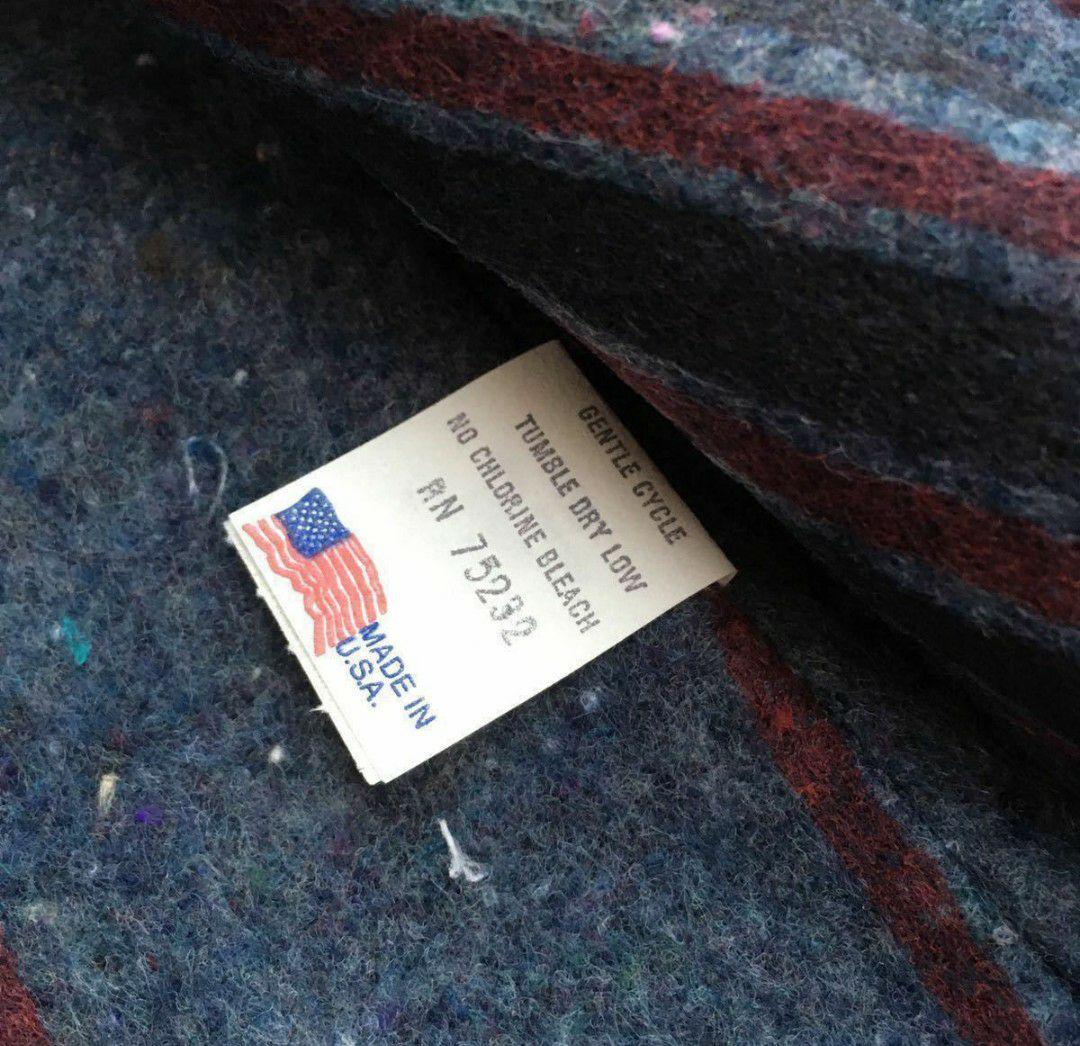 GENTLE CYCLE
TUMBLE DRY LOW
NO CHLORINE BLEACH
RN 75232
MADE IN
U.S.A.